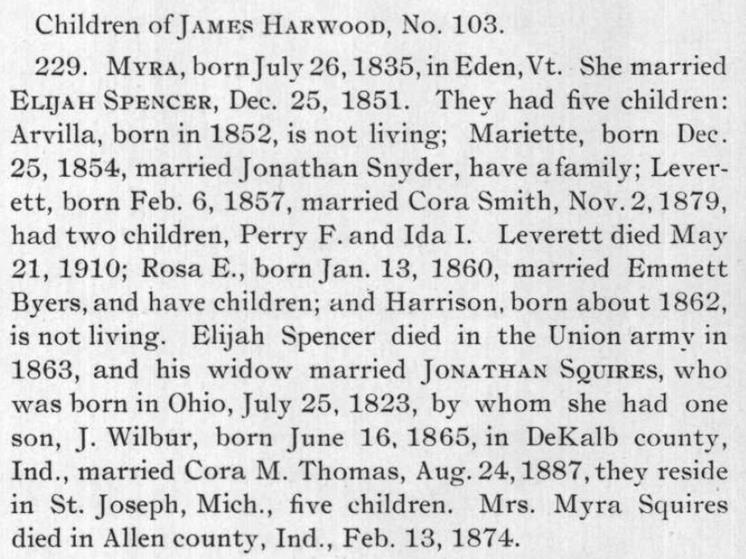 Children of JAMES HARWOOD, No. 103.
229. MYRA, born July 26, 1835, in Eden, Vt. She married
ELIJAH SPENCER, Dec. 25, 1851. They had five children:
Arvilla, born in 1852, is not living; Mariette, born Dec.
25, 1854, married Jonathan Snyder, have a family; Lever-
ett, born Feb. 6, 1857, married Cora Smith, Nov. 2, 1879,
had two children, Perry F. and Ida I. Leverett died May
21, 1910; Rosa E., born Jan. 13, 1860, married Emmett
Byers, and have children; and Harrison, born about 1862,
is not living. Elijah Spencer died in the Union army in
1863, and his widow married JONATHAN SQUIRES, who
was born in Ohio, July 25, 1823, by whom she had one
son, J. Wilbur, born June 16, 1865, in DeKalb county,
Ind., married Cora M. Thomas, Aug. 24, 1887, they reside
in St. Joseph, Mich., five children. Mrs. Myra Squires
died in Allen county, Ind., Feb. 13, 1874.